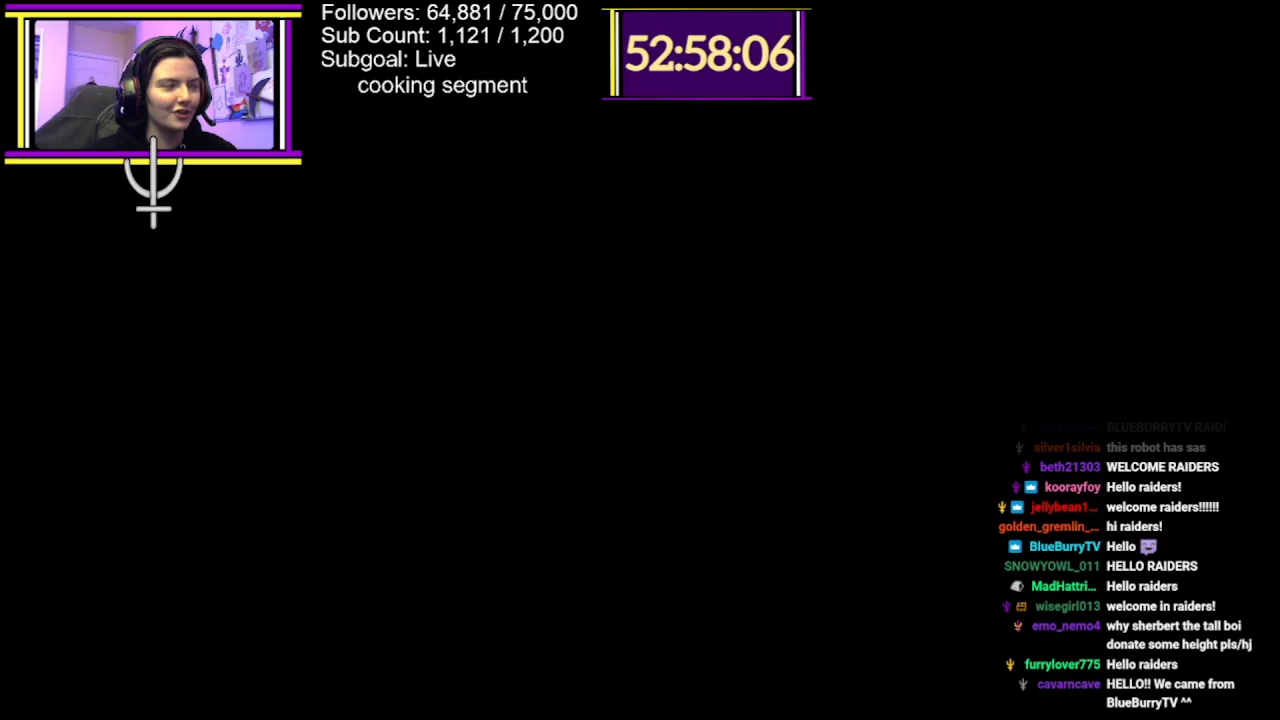 Followers: 64,881 / 75,000
Sub Count: 1,121 / 1,200
Subgoal: Live
cooking segment
52:58:06
BLUEBURRYTV RAID!
silver1silvia this robot has sas
beth21303 WELCOME RAIDERS
koorayfoy Hello raiders!
jellybean1... welcome raiders!!!!!!
golden_gremlin_... hi raiders!
BlueBurryTV Hello
SNOWYOWL_011 HELLO RAIDERS
MadHattri... Hello raiders
wisegirl013 welcome in raiders!
emo_nemo4 why sherbert the tall boi
donate some height pls/hj
furrylover775 Hello raiders
cavarncave HELLO!! We came from
BlueBurryTV ^^